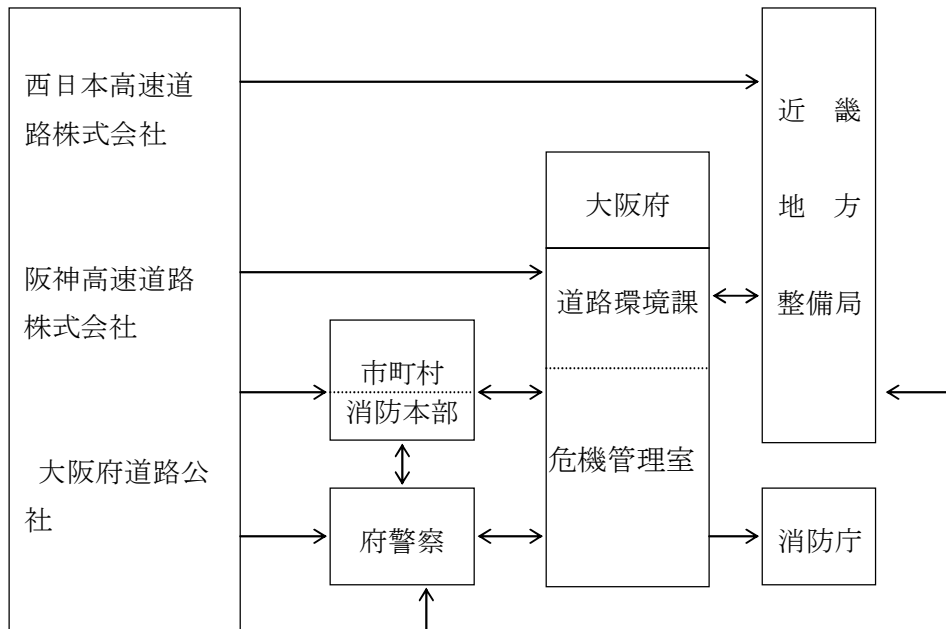 西日本高速道
路株式会社
阪神高速道路
株式会社
大阪府道路公
社
市町村
消防本部
府警察
大阪府
道路環境課
危機管理室
近　畿
地　方
整備局
消防庁